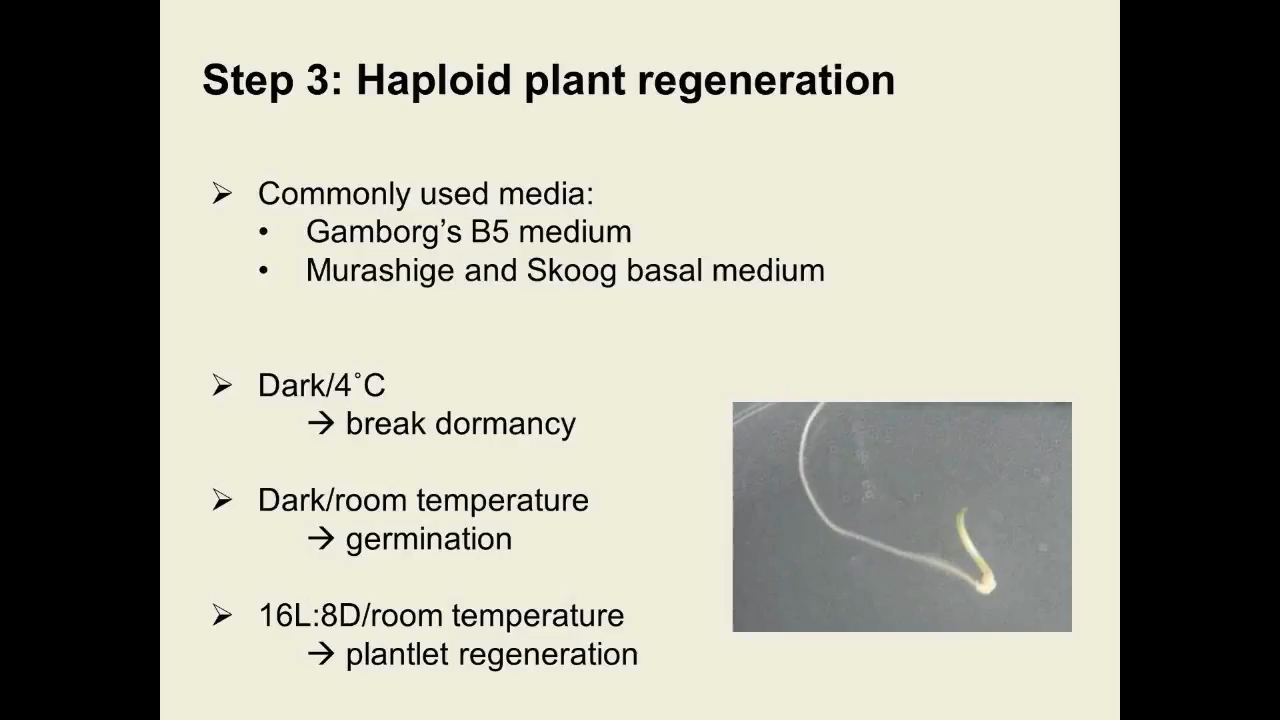 Step 3: Haploid plant regeneration
➢ Commonly used media:
• Gamborg’s B5 medium
• Murashige and Skoog basal medium
➢ Dark/4˚C
→ break dormancy
➢ Dark/room temperature
→ germination
➢ 16L:8D/room temperature
→ plantlet regeneration